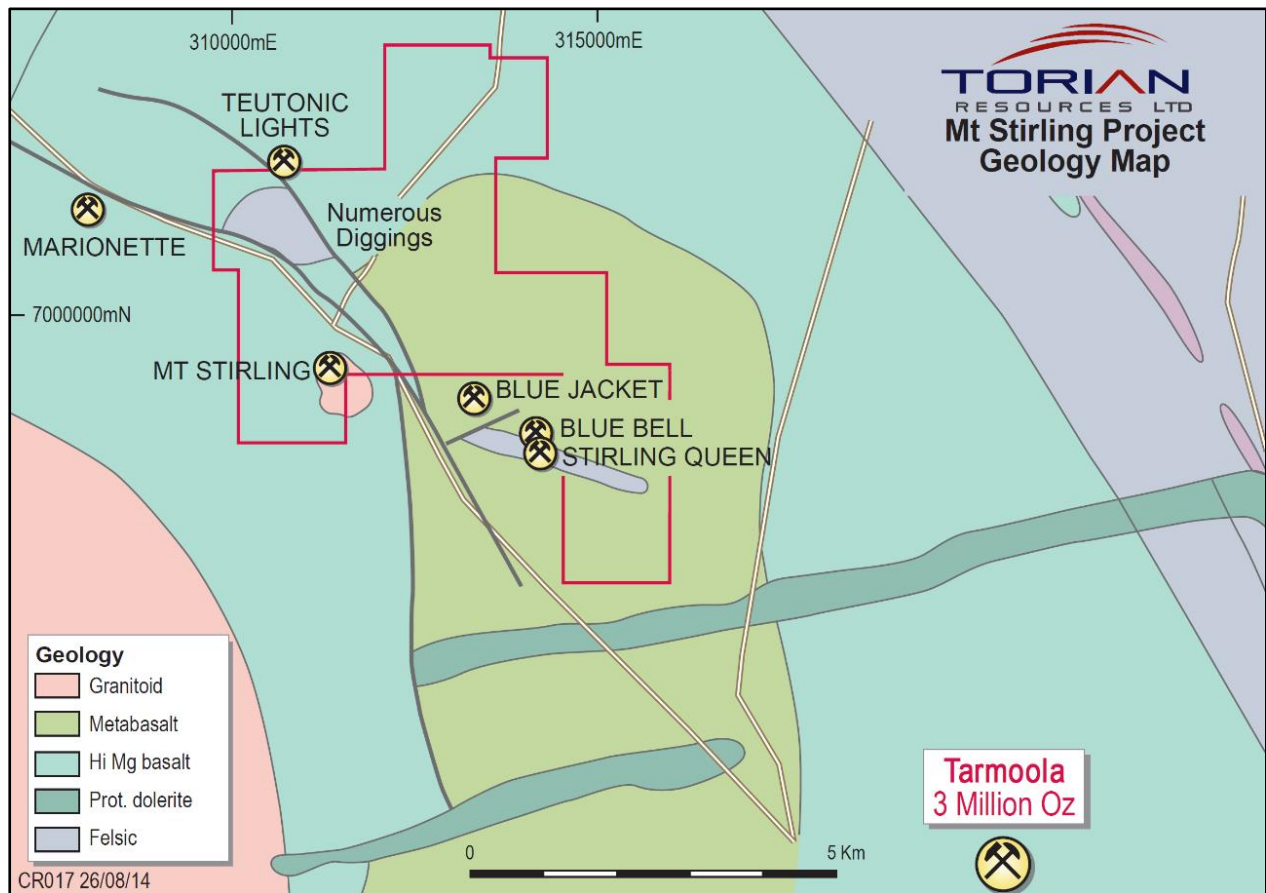 310000mE
315000mE
TORIAN
RESOURCES LTD
Mt Stirling Project
Geology Map
TEUTONIC
LIGHTS
Numerous
Diggings
MARIONETTE
7000000mN
MT STIRLING
BLUE JACKET
BLUE BELL
STIRLING QUEEN
Geology
Granitoid
Metabasalt
Hi Mg basalt
Prot. dolerite
Felsic
CR017 26/08/14
0
5 Km
Tarmoola
3 Million Oz